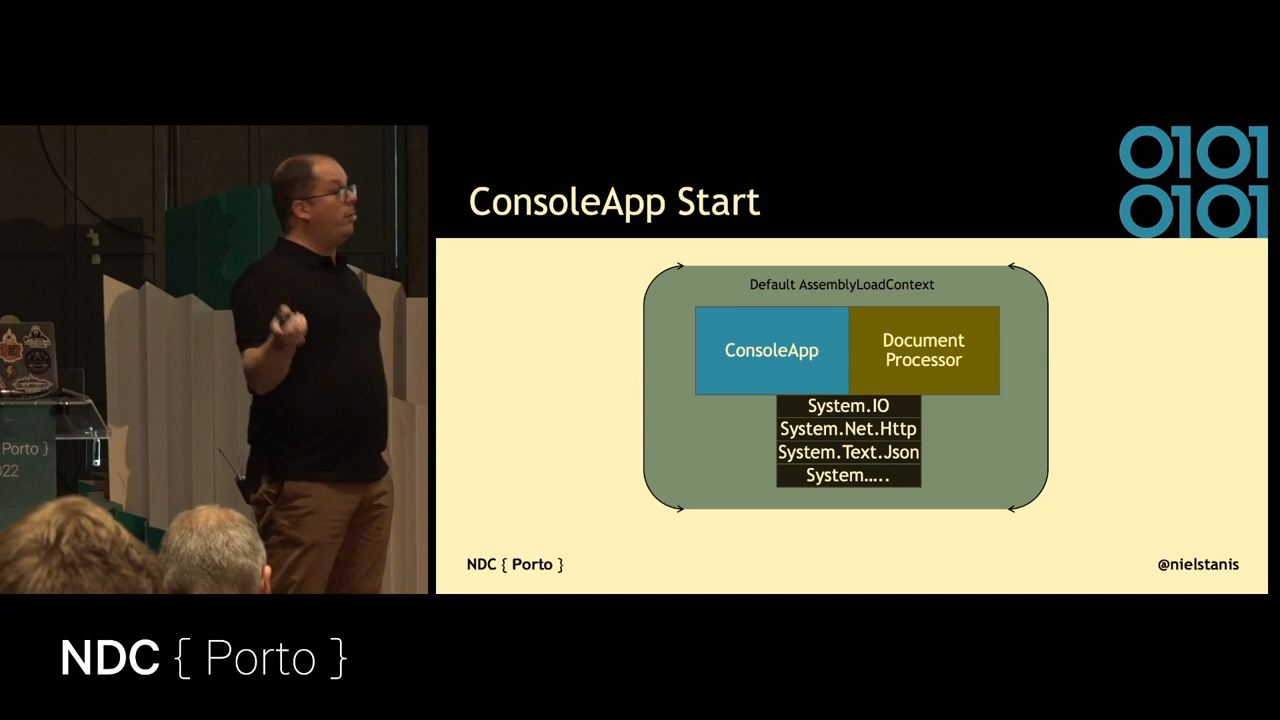 0101
0101
ConsoleApp Start
Default AssemblyLoadContext
ConsoleApp
Document
Processor
System.IO
System.Net.Http
System.Text.Json
System…..
NDC { Porto }
@nielstanis
Porto }
022
NDC { Porto }